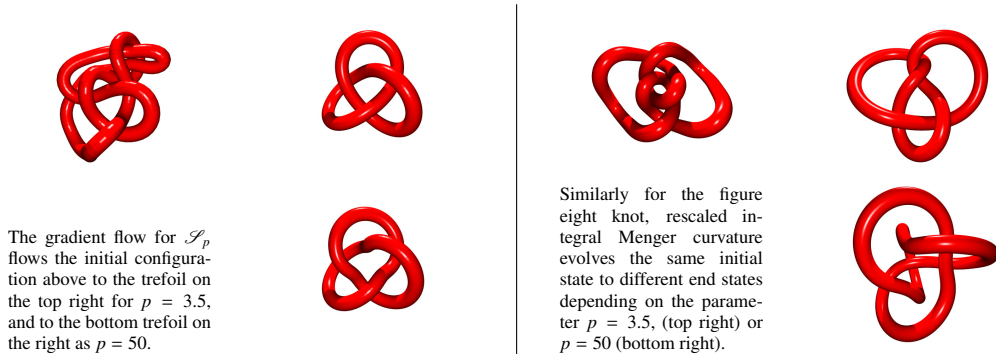 The gradient flow for 𝒮ₚ
flows the initial configura-
tion above to the trefoil on
the top right for p = 3.5,
and to the bottom trefoil on
the right as p = 50.
Similarly for the figure
eight knot, rescaled in-
tegral Menger curvature
evolves the same initial
state to different end states
depending on the parame-
ter p = 3.5, (top right) or
p = 50 (bottom right).